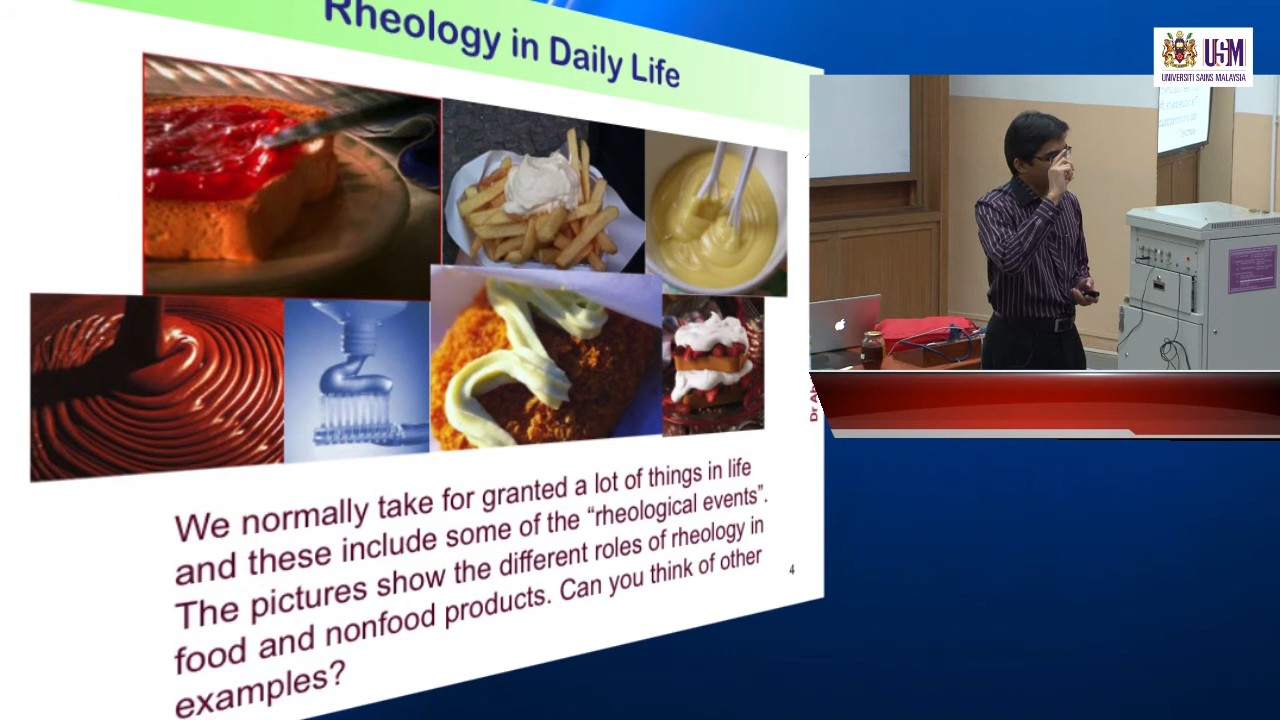 Rheology in Daily Life
We normally take for granted a lot of things in life
and these include some of the “rheological events”.
The pictures show the different roles of rheology in
food and nonfood products. Can you think of other
examples?
4
Dr
USM
UNIVERSITI SAINS MALAYSIA